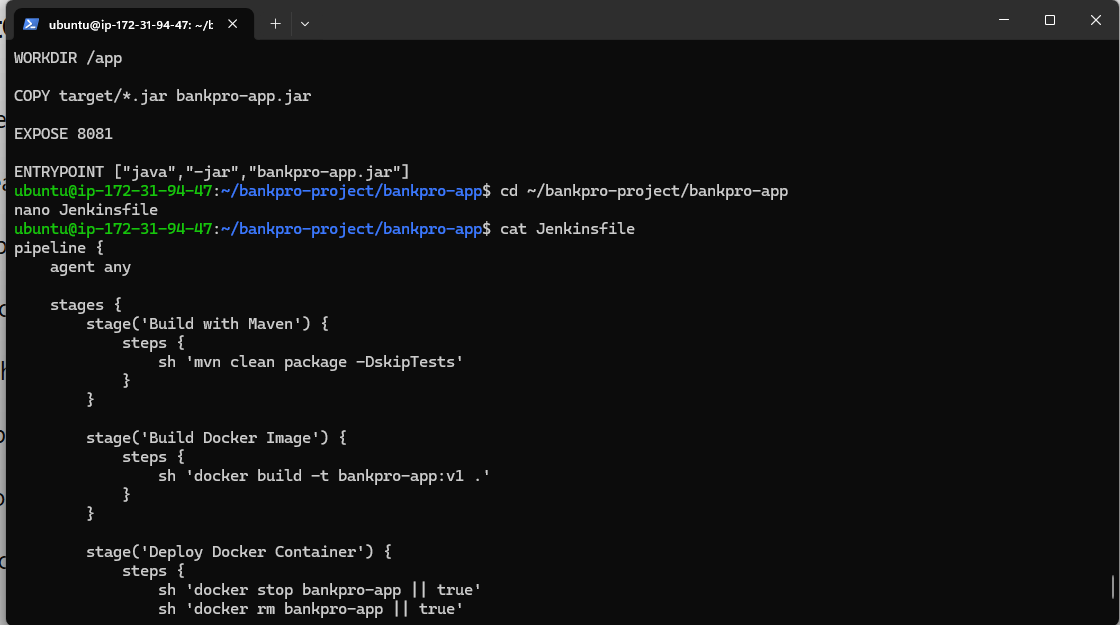 ubuntu@ip-172-31-94-47: ~/b
WORKDIR /app
COPY target/*.jar bankpro-app.jar
EXPOSE 8081
ENTRYPOINT ["java","-jar","bankpro-app.jar"]
ubuntu@ip-172-31-94-47:~/bankpro-project/bankpro-app$ cd ~/bankpro-project/bankpro-app
nano Jenkinsfile
ubuntu@ip-172-31-94-47:~/bankpro-project/bankpro-app$ cat Jenkinsfile
pipeline {
    agent any
    stages {
        stage('Build with Maven') {
            steps {
                sh 'mvn clean package -DskipTests'
            }
        }
        stage('Build Docker Image') {
            steps {
                sh 'docker build -t bankpro-app:v1 .'
            }
        }
        stage('Deploy Docker Container') {
            steps {
                sh 'docker stop bankpro-app || true'
                sh 'docker rm bankpro-app || true'